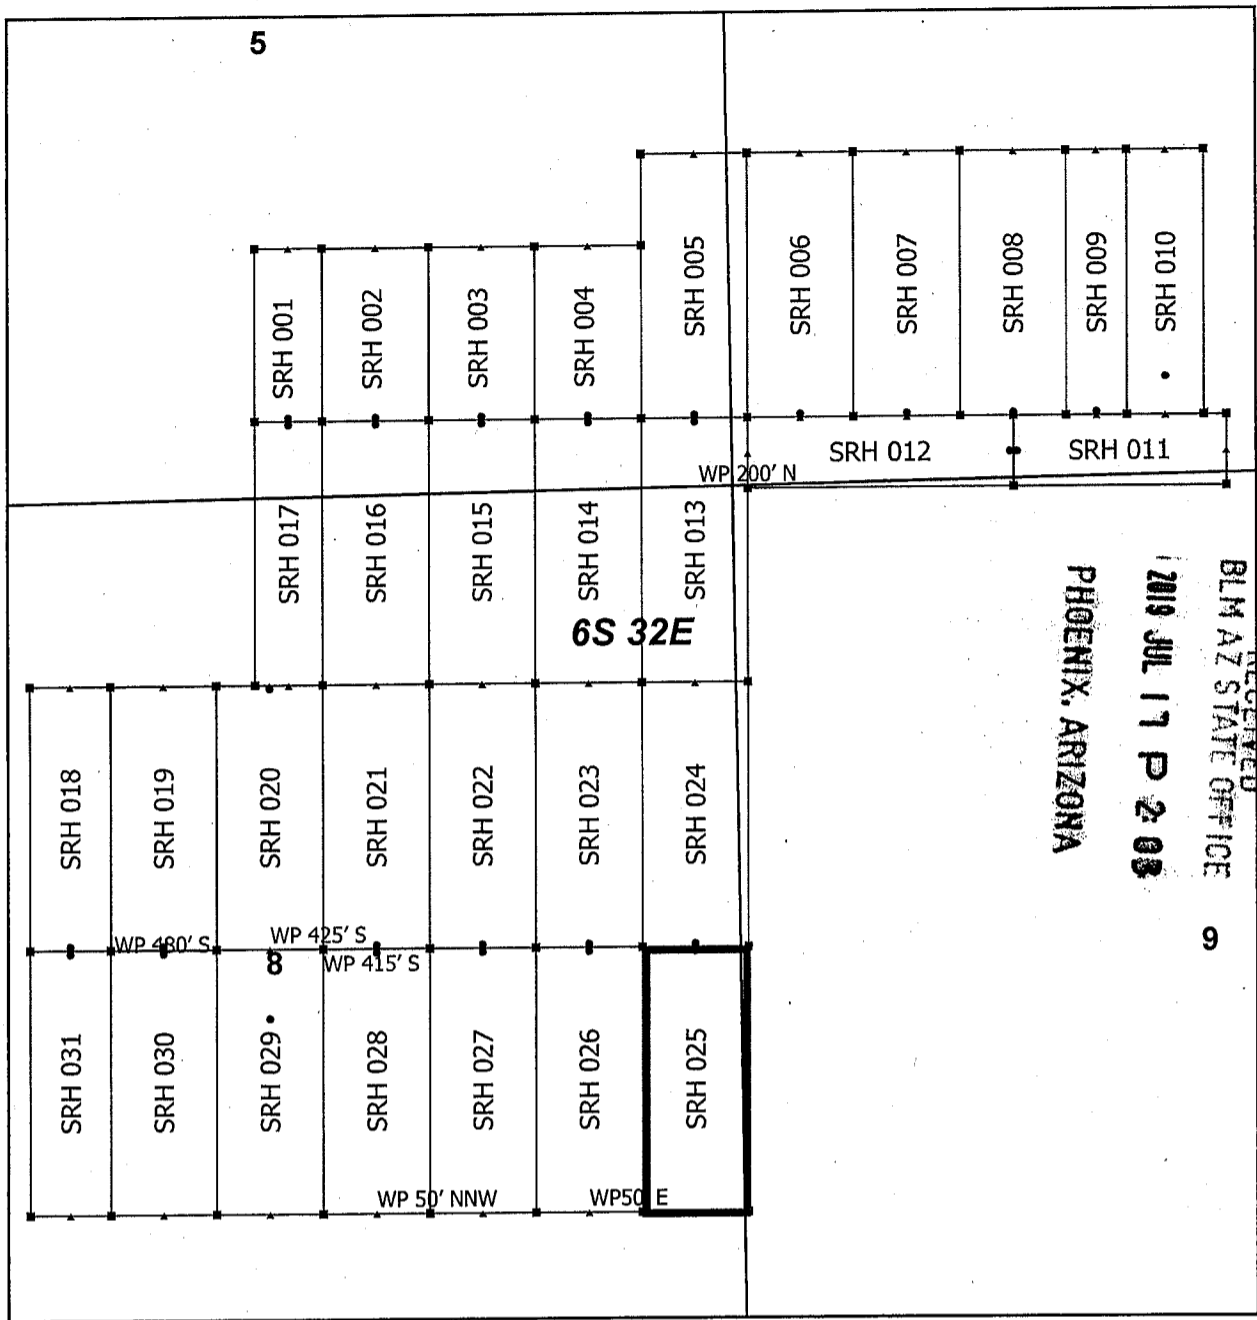 5
SRH 001
SRH 002
SRH 003
SRH 004
SRH 005
SRH 006
SRH 007
SRH 008
SRH 009
SRH 010
SRH 012
SRH 011
WP 200' N
SRH 017
SRH 016
SRH 015
SRH 014
SRH 013
6S 32E
BLM AZ STATE OFFICE
2019 JUL 17 P 2:03
PHOENIX, ARIZONA
SRH 018
SRH 019
SRH 020
SRH 021
SRH 022
SRH 023
SRH 024
WP 480' S
WP 425' S
WP 415' S
8
9
SRH 031
SRH 030
SRH 029
SRH 028
SRH 027
SRH 026
SRH 025
WP 50' NNW
WP50' E